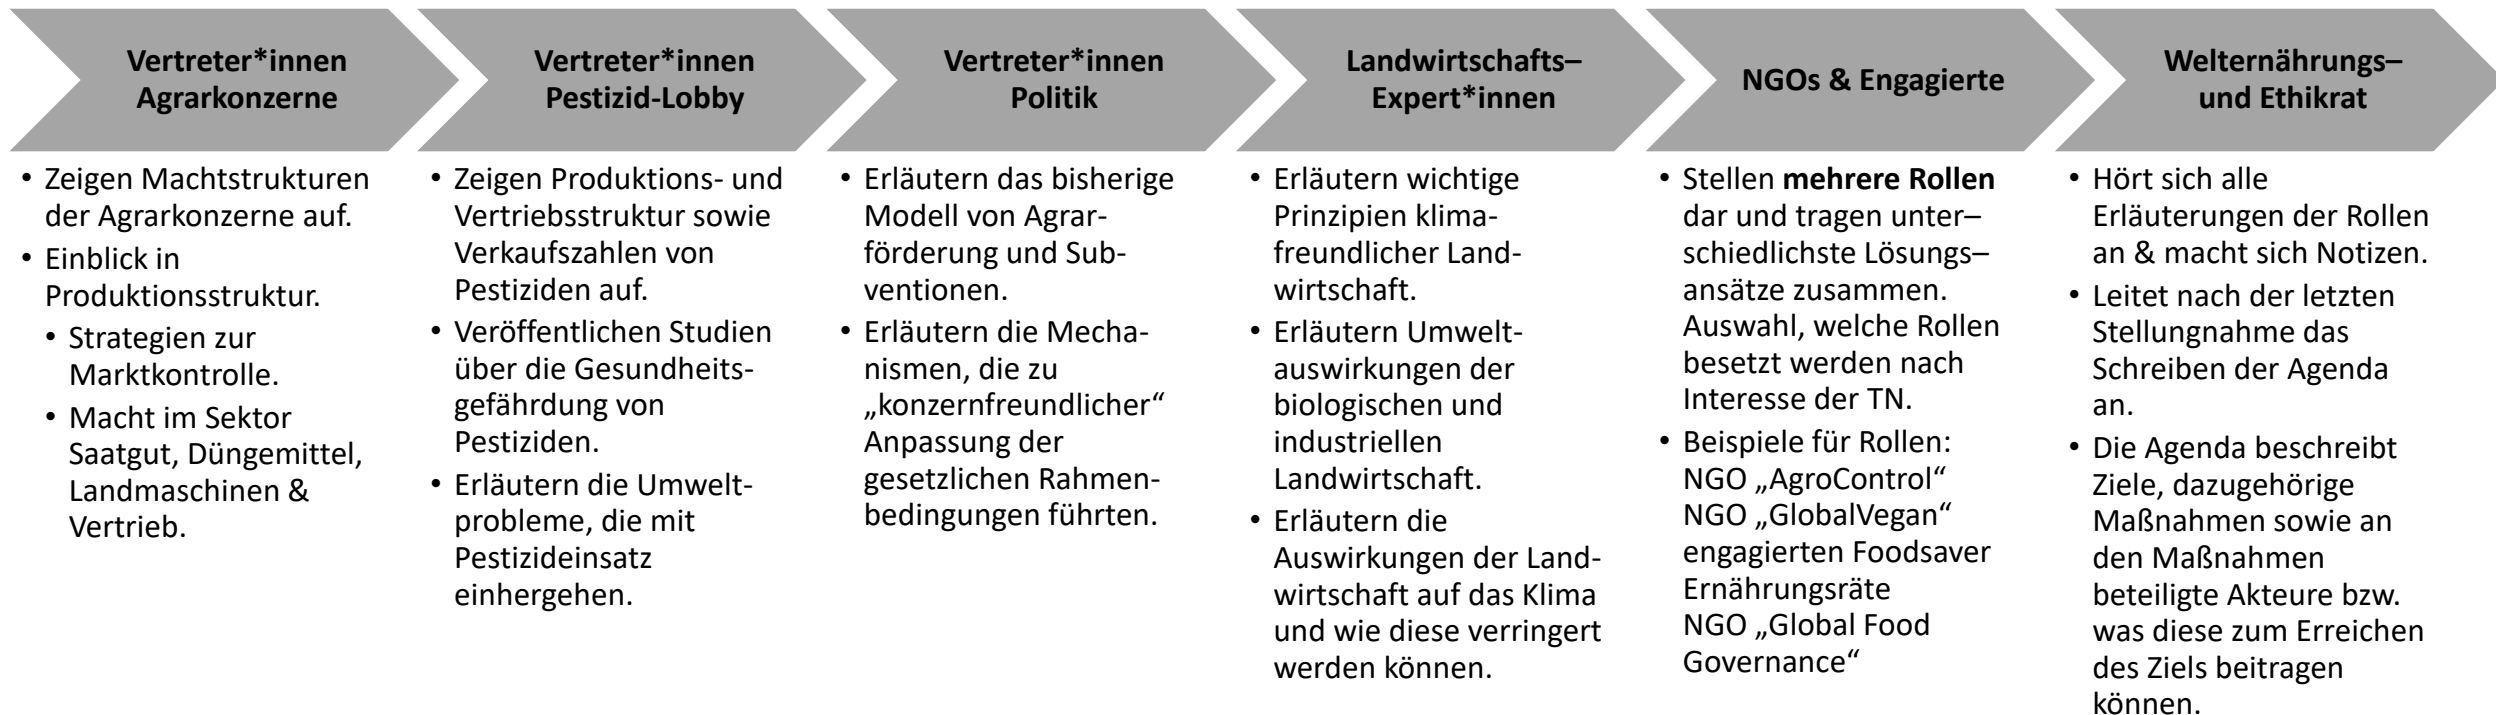 Vertreter*innen
Agrarkonzerne
• Zeigen Machtstrukturen
der Agrarkonzerne auf.
• Einblick in
Produktionsstruktur.
• Strategien zur
Marktkontrolle.
• Macht im Sektor
Saatgut, Düngemittel,
Landmaschinen &
Vertrieb.
Vertreter*innen
Pestizid-Lobby
• Zeigen Produktions- und
Vertriebsstruktur sowie
Verkaufszahlen von
Pestiziden auf.
• Veröffentlichen Studien
über die Gesundheits-
gefährdung von
Pestiziden.
• Erläutern die Umwelt-
probleme, die mit
Pestizideinsatz
einhergehen.
Vertreter*innen
Politik
• Erläutern das bisherige
Modell von Agrar-
förderung und Sub-
ventionen.
• Erläutern die Mecha-
nismen, die zu
„konzernfreundlicher“
Anpassung der
gesetzlichen Rahmen-
bedingungen führten.
Landwirtschafts–
Expert*innen
• Erläutern wichtige
Prinzipien klima-
freundlicher Land-
wirtschaft.
• Erläutern Umwelt-
auswirkungen der
biologischen und
industriellen
Landwirtschaft.
• Erläutern die
Auswirkungen der Land-
wirtschaft auf das Klima
und wie diese verringert
werden können.
NGOs & Engagierte
• Stellen mehrere Rollen
dar und tragen unter–
schiedlichste Lösungs–
ansätze zusammen.
Auswahl, welche Rollen
besetzt werden nach
Interesse der TN.
• Beispiele für Rollen:
NGO „AgroControl“
NGO „GlobalVegan“
engagierten Foodsaver
Ernährungsräte
NGO „Global Food
Governance“
Welternährungs–
und Ethikrat
• Hört sich alle
Erläuterungen der Rollen
an & macht sich Notizen.
• Leitet nach der letzten
Stellungnahme das
Schreiben der Agenda
an.
• Die Agenda beschreibt
Ziele, dazugehörige
Maßnahmen sowie an
den Maßnahmen
beteiligte Akteure bzw.
was diese zum Erreichen
des Ziels beitragen
können.